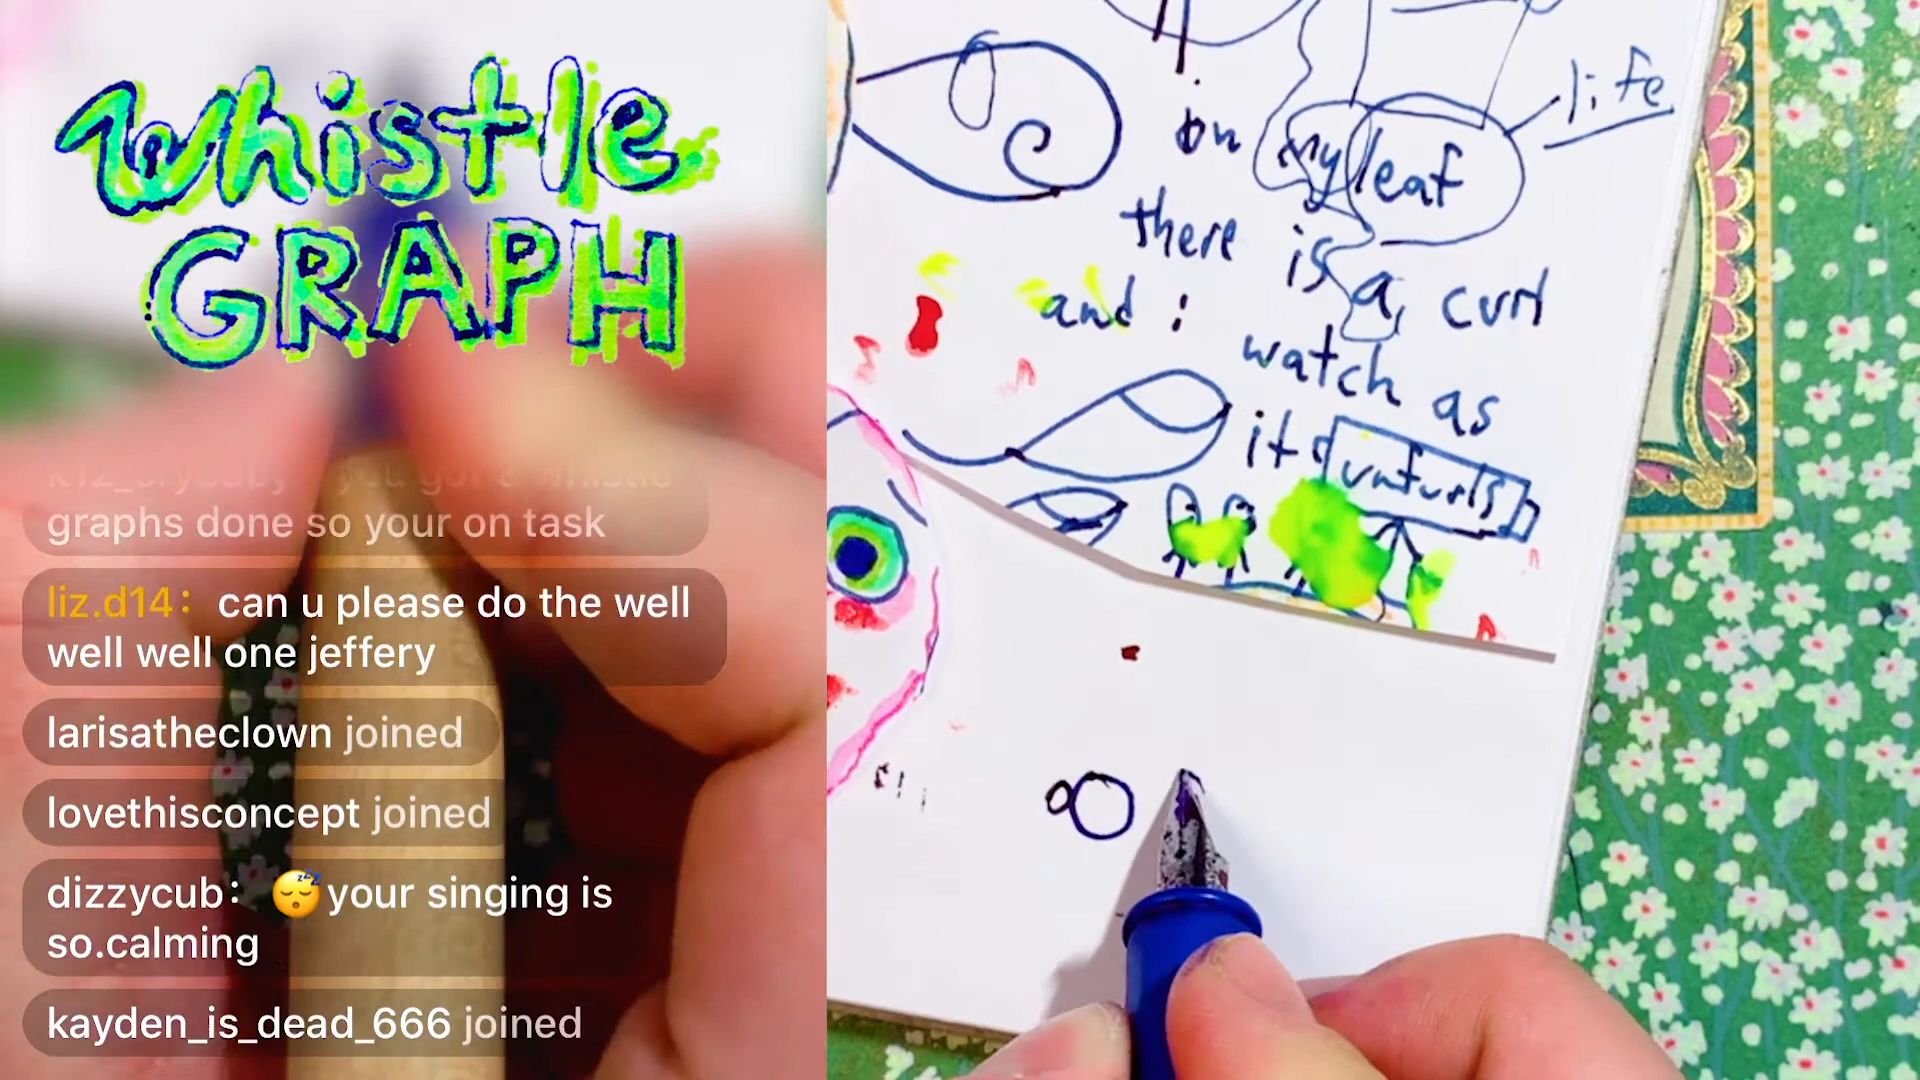 Whistle
GRAPH
graphs done so your on task
liz.d14: can u please do the well
well well one jeffery
larisatheclown joined
lovethisconcept joined
dizzycub: 😴your singing is
so.calming
kayden_is_dead_666 joined
life
on my leaf
there is a curl
and :
watch as
it unfurls